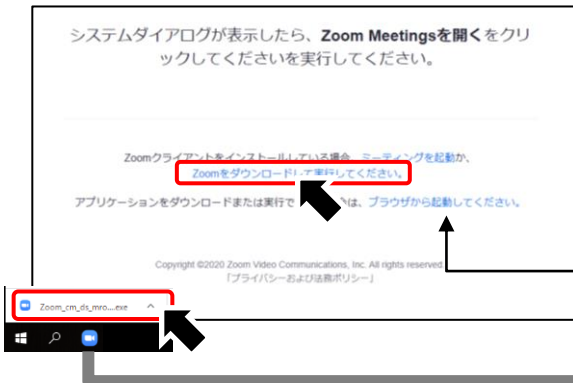 システムダイアログが表示したら、Zoom Meetingsを開くをクリ
ックしてくださいを実行してください。
Zoomクライアントをインストールしている場合、ミーティングを起動か、
Zoomをダウンロードして実行してください。
アプリケーションをダウンロードまたは実行で は、ブラウザから起動してください。
Copyright ©2020 Zoom Video Communications, Inc. All rights reserved
「プライバシーおよび法務ポリシー」
Zoom_cm_ds_mro....exe